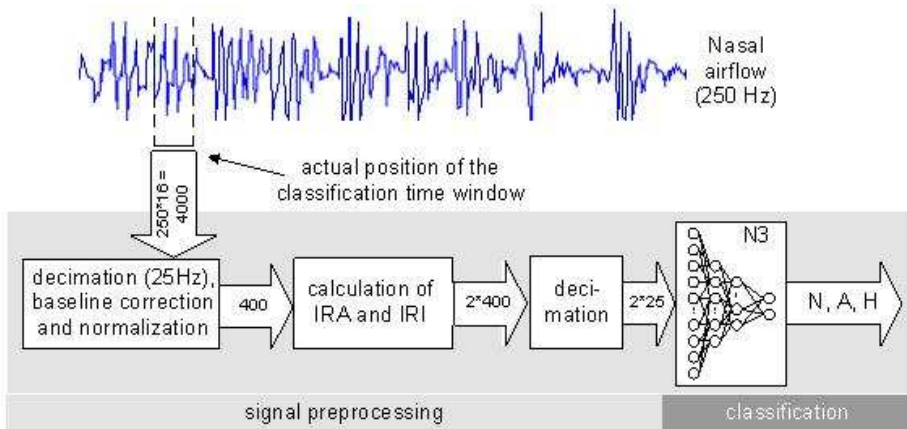 Nasal
airflow
(250 Hz)
actual position of the
classification time window
250*16 =
4000
decimation (25Hz),
baseline correction
and normalization
400
calculation of
IRA and IRI
2*400
deci-
mation
2*25
N3
N, A, H
signal preprocessing
classification